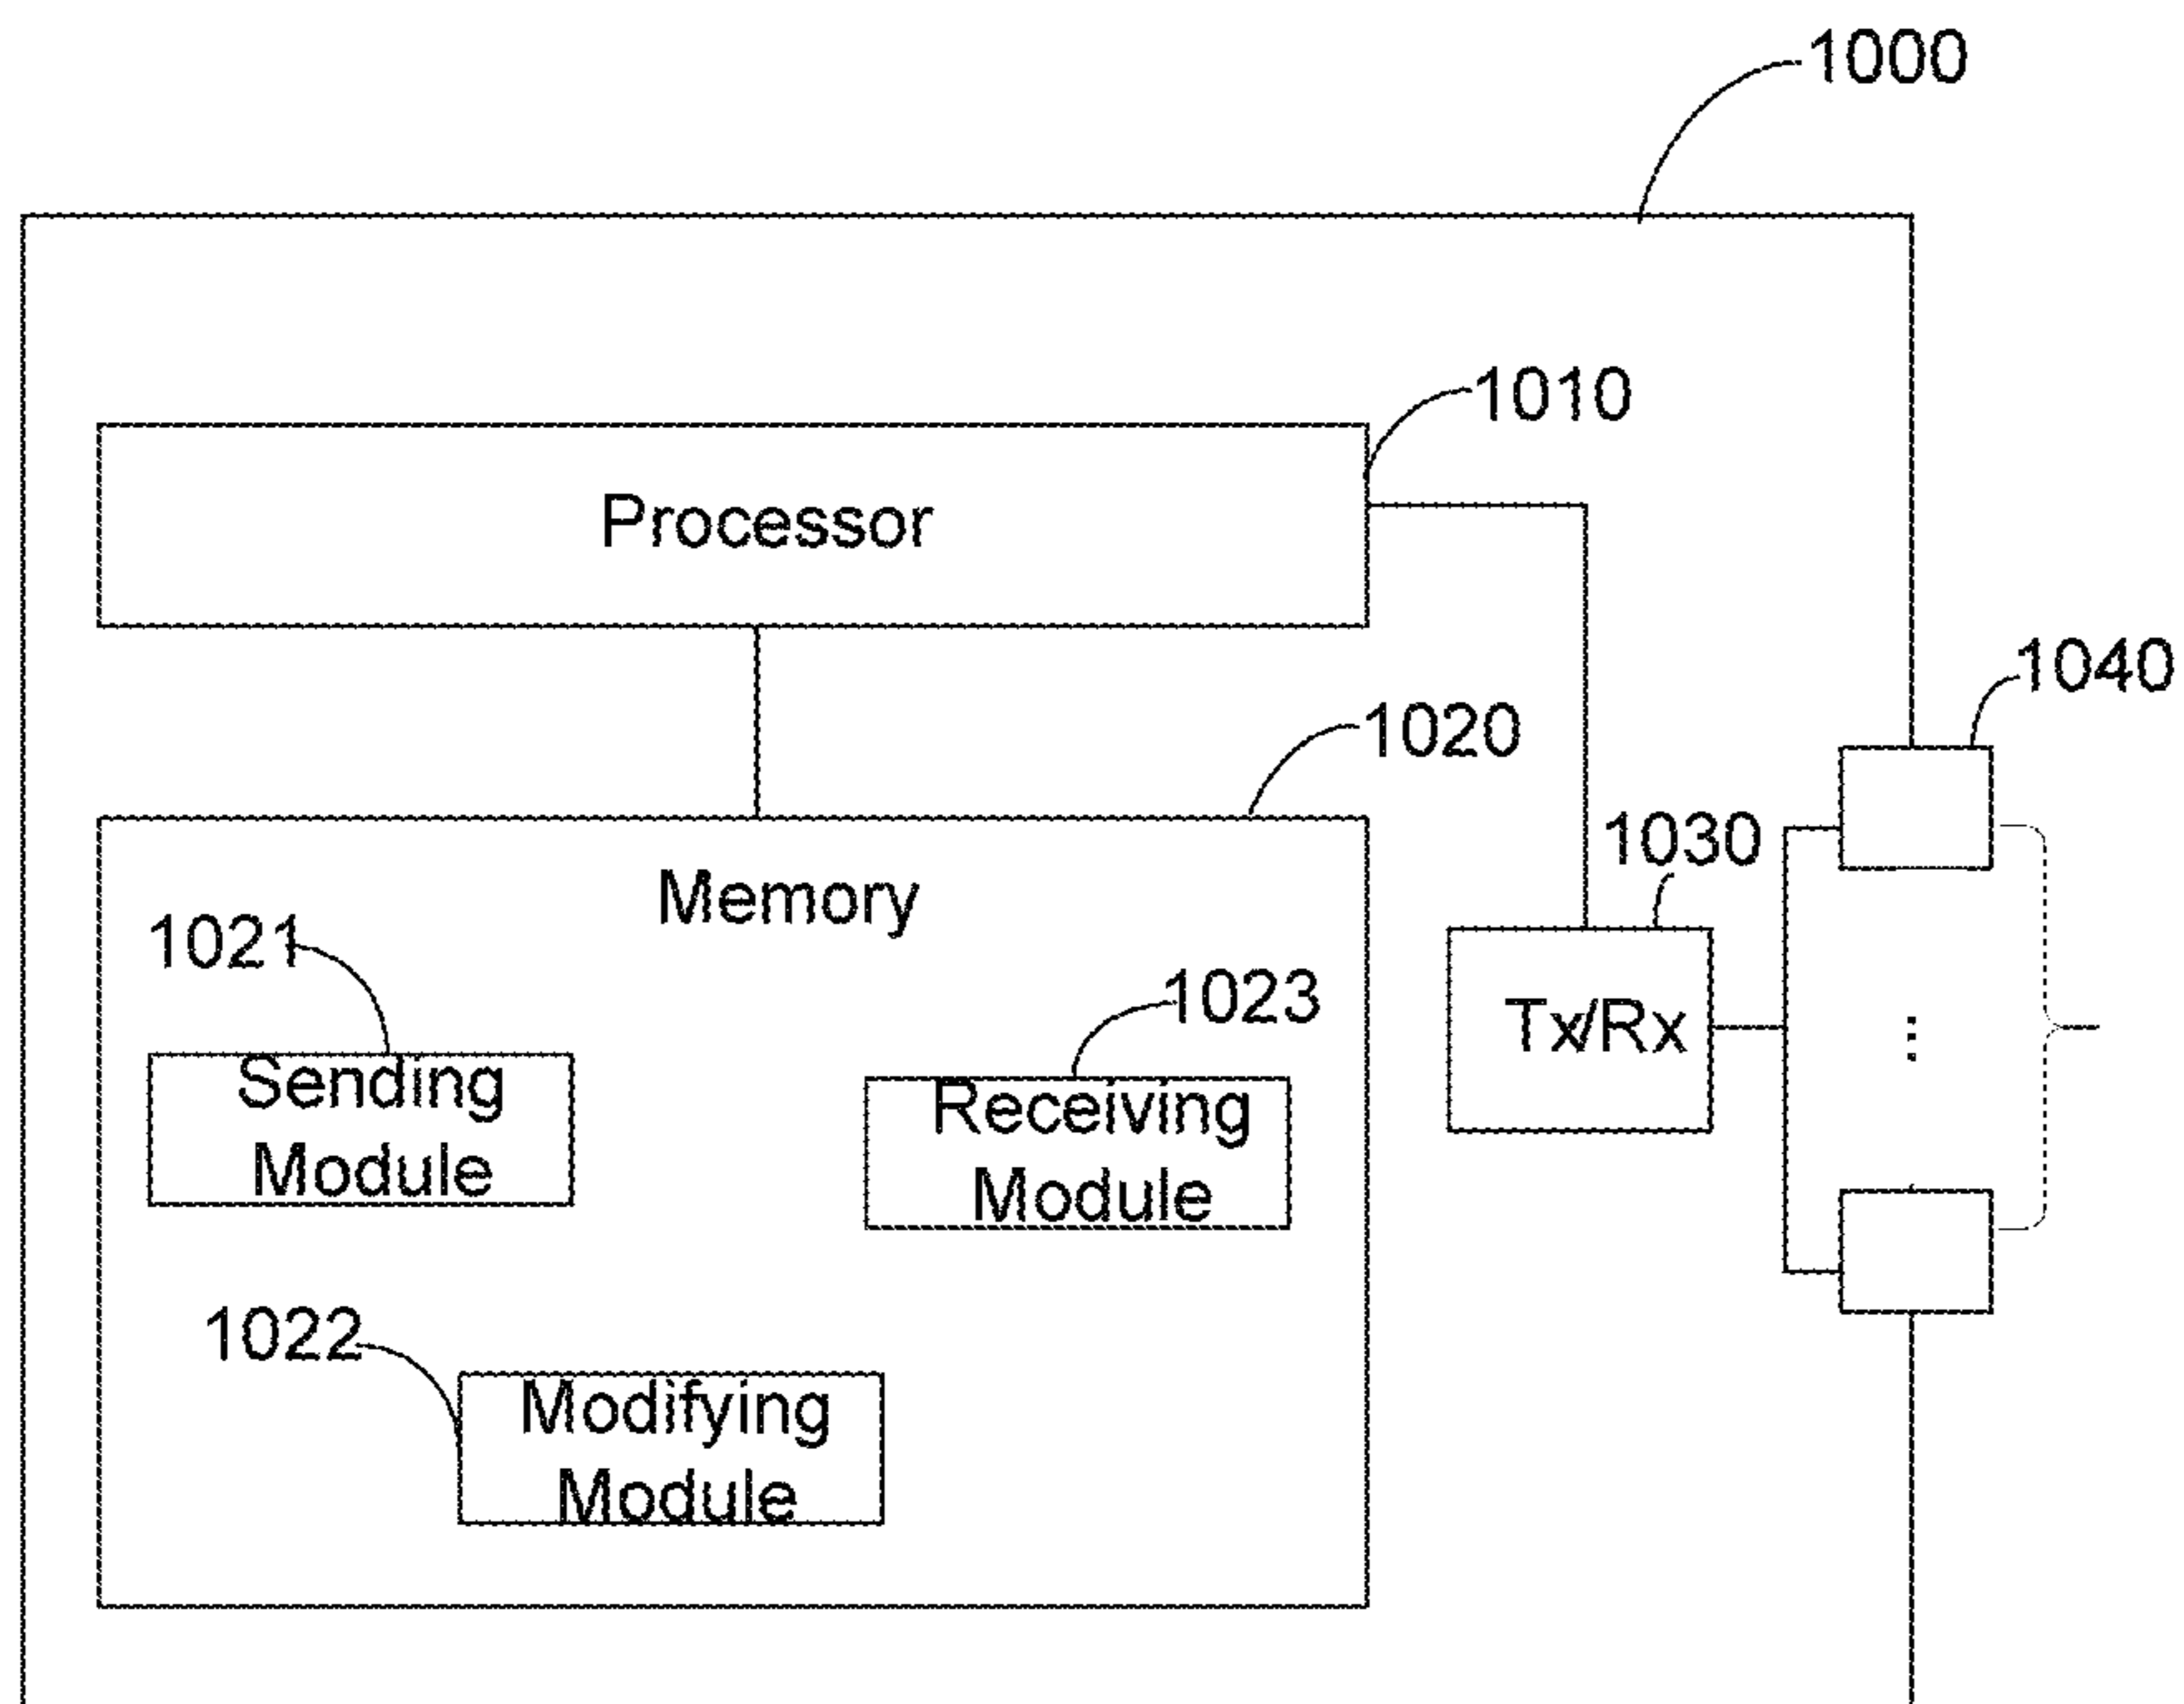 1000
1010
Processor
1040
1020
1030
Memory
1021
1023
Tx/Rx
Sending
Module
Receiving
Module
1022
Modifying
Module